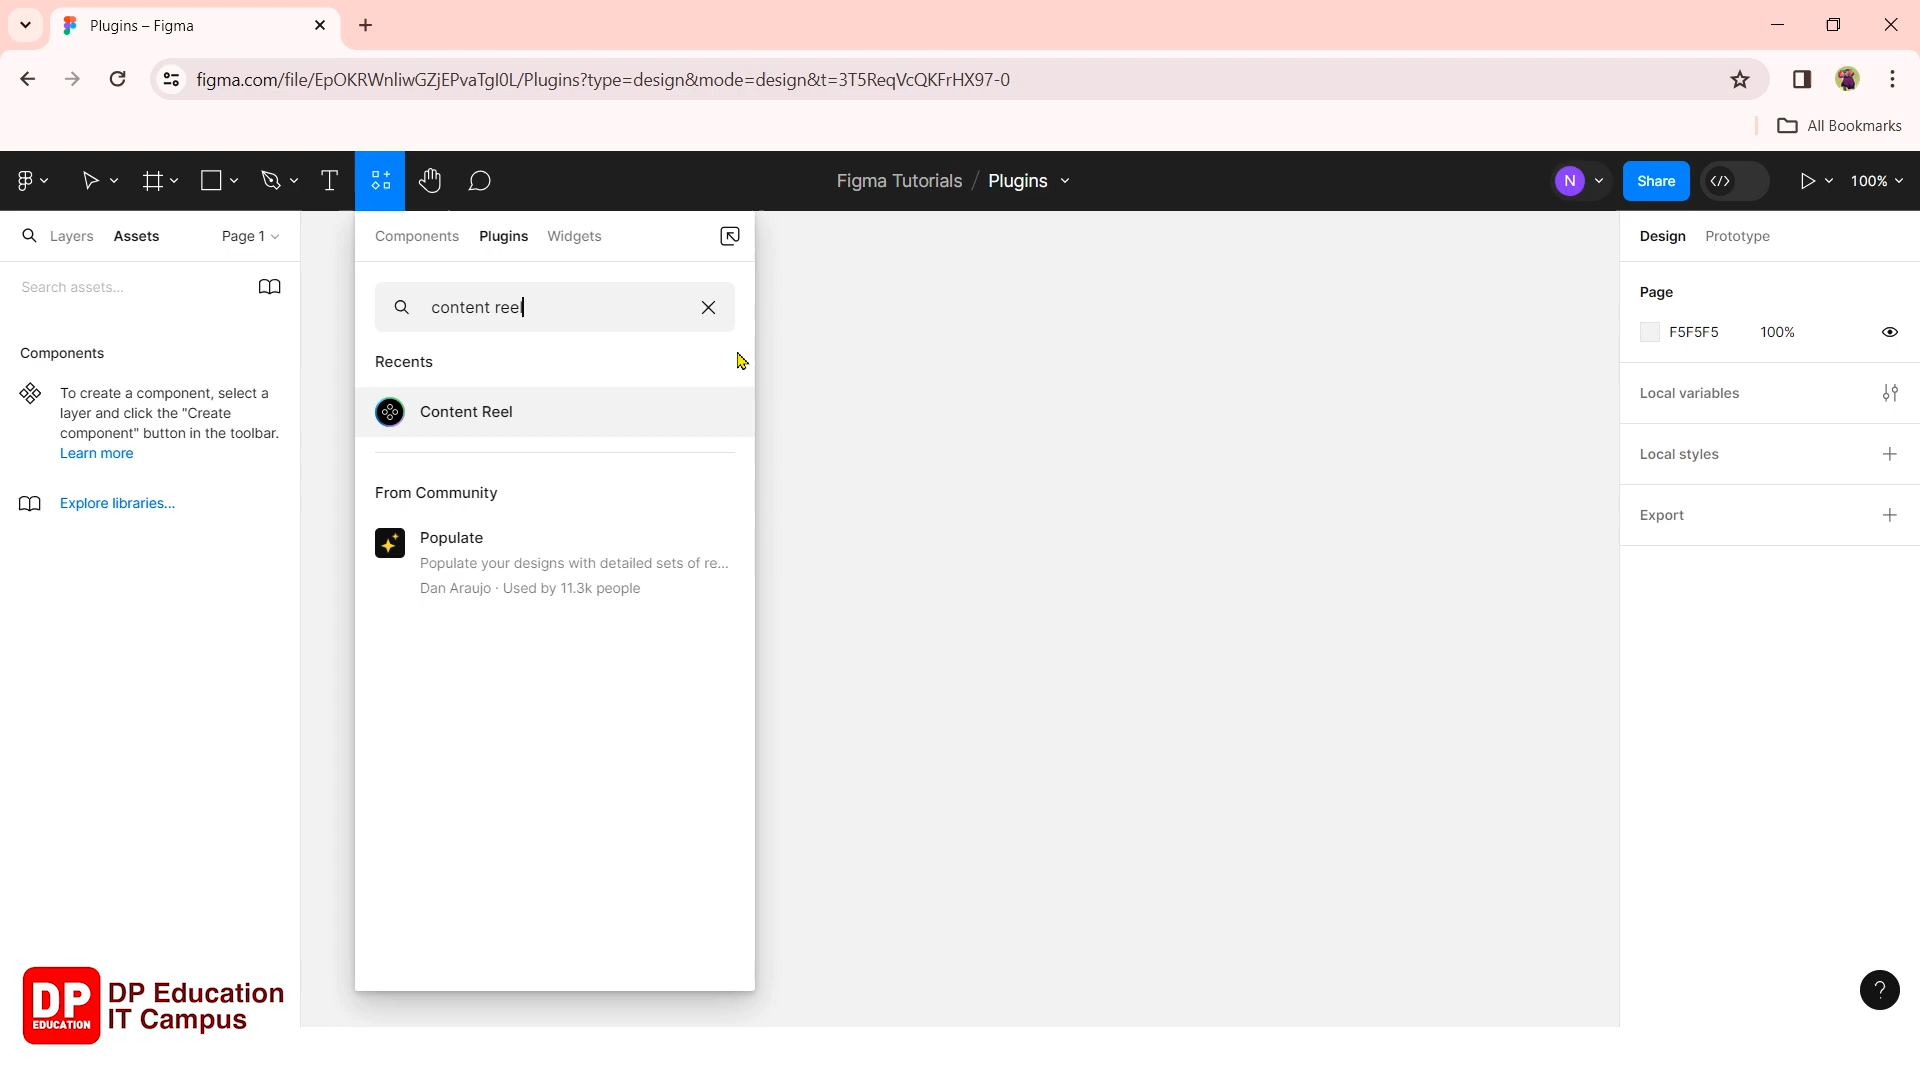 Plugins – Figma
figma.com/file/EpOKRWnliwGZjEPvaTgI0L/Plugins?type=design&mode=design&t=3T5ReqVcQKFrHX97-0
All Bookmarks
Figma Tutorials / Plugins
N
Share
100%
Layers Assets Page 1
Components Plugins Widgets
Design Prototype
Search assets...
content reel
Page
F5F5F5 100%
Components
To create a component, select a
layer and click the "Create
component" button in the toolbar.
Learn more
Explore libraries...
Recents
Content Reel
From Community
Populate
Populate your designs with detailed sets of re...
Dan Araujo · Used by 11.3k people
Local variables
Local styles
Export
DP
EDUCATION
DP Education
IT Campus
?